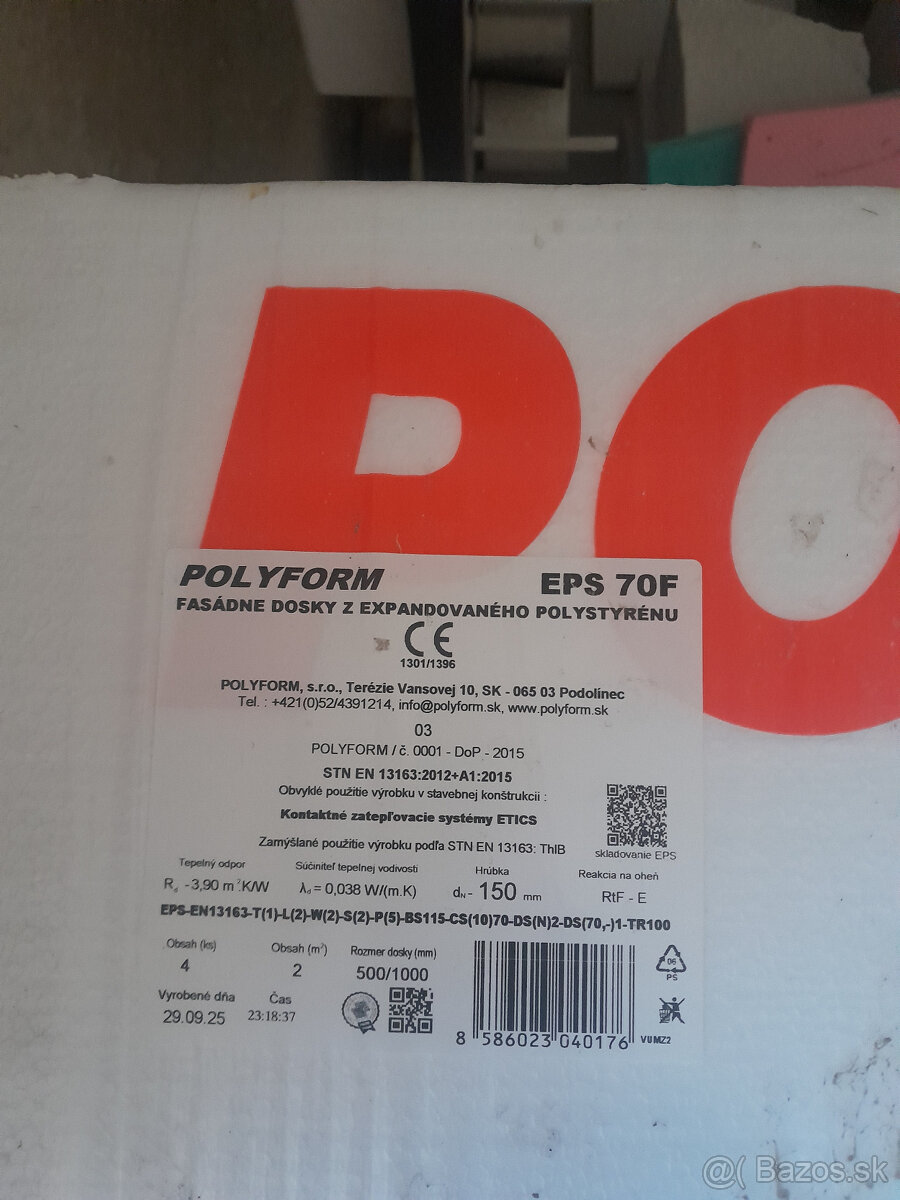 PO
POLYFORM EPS 70F
FASÁDNE DOSKY Z EXPANDOVANÉHO POLYSTYRÉNU
CE
1301/1396
POLYFORM, s.r.o., Terézie Vansovej 10, SK - 065 03 Podolínec
Tel. : +421(0)52/4391214, info@polyform.sk, www.polyform.sk
03
POLYFORM / č. 0001 - DoP - 2015
STN EN 13163:2012+A1:2015
Obvyklé použitie výrobku v stavebnej konštrukcii :
Kontaktné zatepľovacie systémy ETICS
Zamýšlané použitie výrobku podľa STN EN 13163: ThIB
skladovanie EPS
Tepelný odpor Súčiniteľ tepelnej vodivosti Hrúbka Reakcia na oheň
Rd -3,90 m².K/W λd = 0,038 W/(m.K) dN- 150 mm RtF - E
EPS-EN13163-T(1)-L(2)-W(2)-S(2)-P(5)-BS115-CS(10)70-DS(N)2-DS(70,-)1-TR100
Obsah (ks) Obsah (m²) Rozmer dosky (mm)
4 2 500/1000
06
PS
Vyrobené dňa Čas
29.09.25 23:18:37
8 586023 040176
VUMZ2
@( Bazos.sk